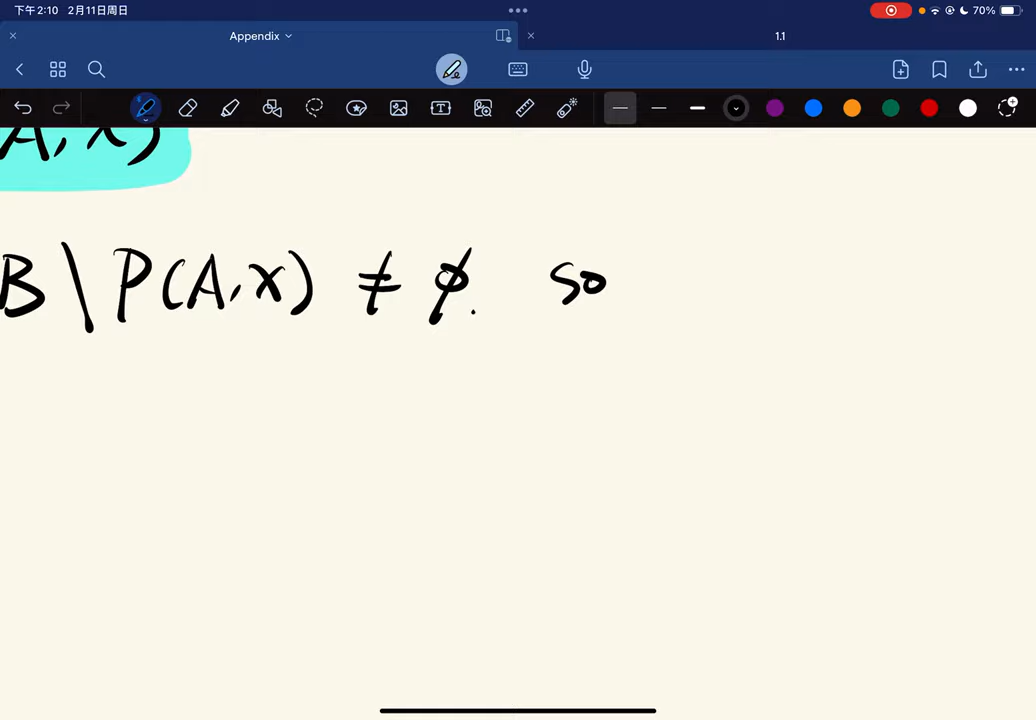 下午2:10 2月11日周日
70%
Appendix
1.1
A, x)
B \ P(A, x) ≠ ∅. so